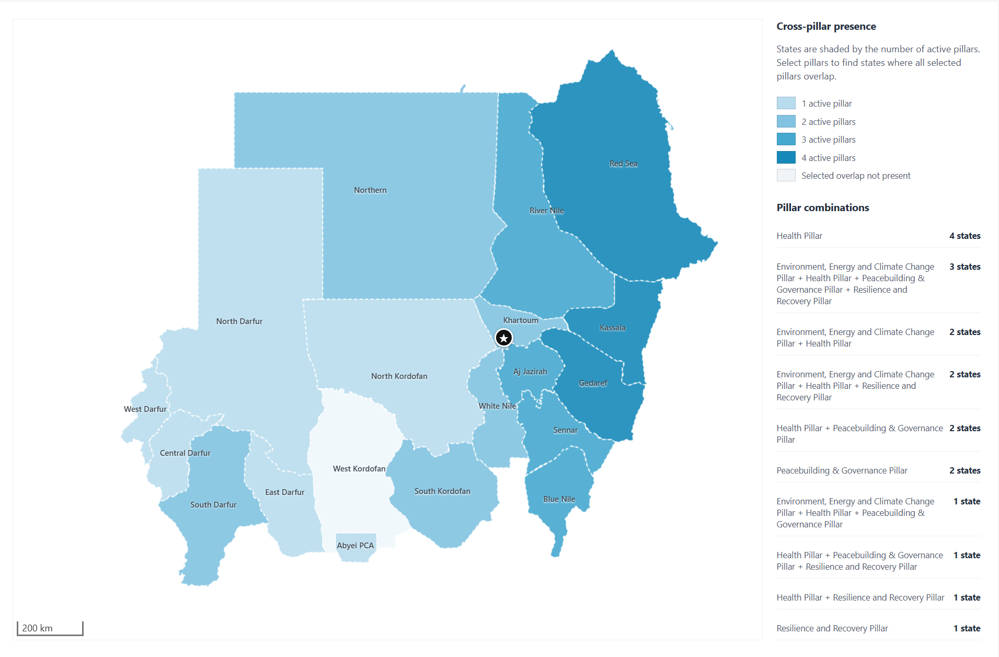 Cross-pillar presence
States are shaded by the number of active pillars.
Select pillars to find states where all selected
pillars overlap.
1 active pillar
2 active pillars
3 active pillars
4 active pillars
Selected overlap not present
Pillar combinations
Health Pillar 4 states
Environment, Energy and Climate Change 3 states
Pillar + Health Pillar + Peacebuilding &
Governance Pillar + Resilience and
Recovery Pillar
Environment, Energy and Climate Change 2 states
Pillar + Health Pillar
Environment, Energy and Climate Change 2 states
Pillar + Health Pillar + Resilience and
Recovery Pillar
Health Pillar + Peacebuilding & Governance 2 states
Pillar
Peacebuilding & Governance Pillar 2 states
Environment, Energy and Climate Change 1 state
Pillar + Health Pillar + Peacebuilding &
Governance Pillar
Health Pillar + Peacebuilding & Governance 1 state
Pillar + Resilience and Recovery Pillar
Health Pillar + Resilience and Recovery Pillar 1 state
Resilience and Recovery Pillar 1 state
Red Sea
Northern
River Nile
Khartoum
North Darfur
Kassala
Aj Jazirah
North Kordofan
Gedaref
White Nile
West Darfur
Sennar
Central Darfur
West Kordofan
South Kordofan
East Darfur
Blue Nile
South Darfur
Abyei PCA
200 km